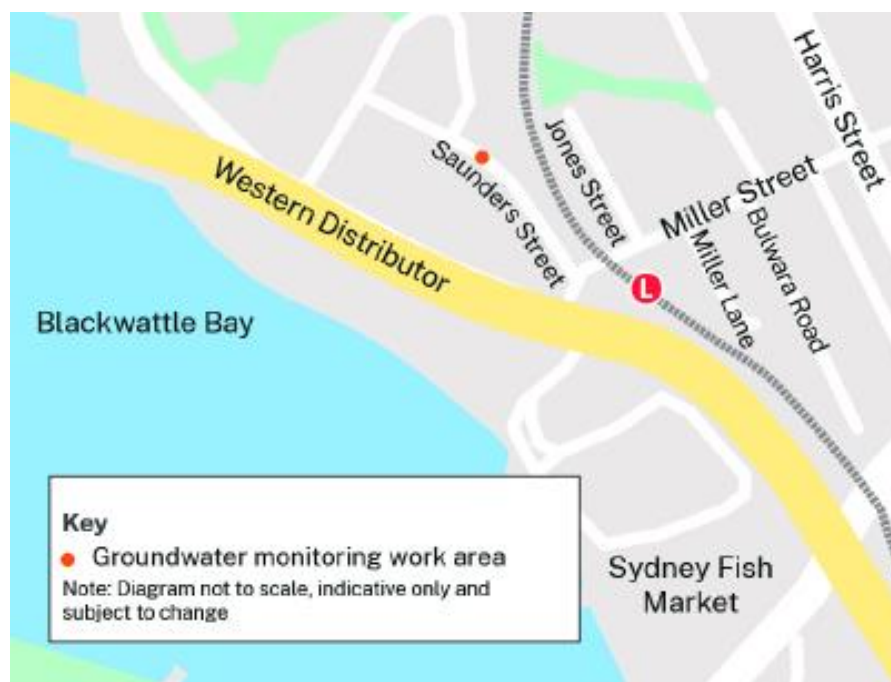 Harris Street
Jones Street
Saunders Street
Miller Street
Western Distributor
Bulwara Road
Miller Lane
L
Blackwattle Bay
Key
Groundwater monitoring work area
Note: Diagram not to scale, indicative only and
subject to change
Sydney Fish
Market